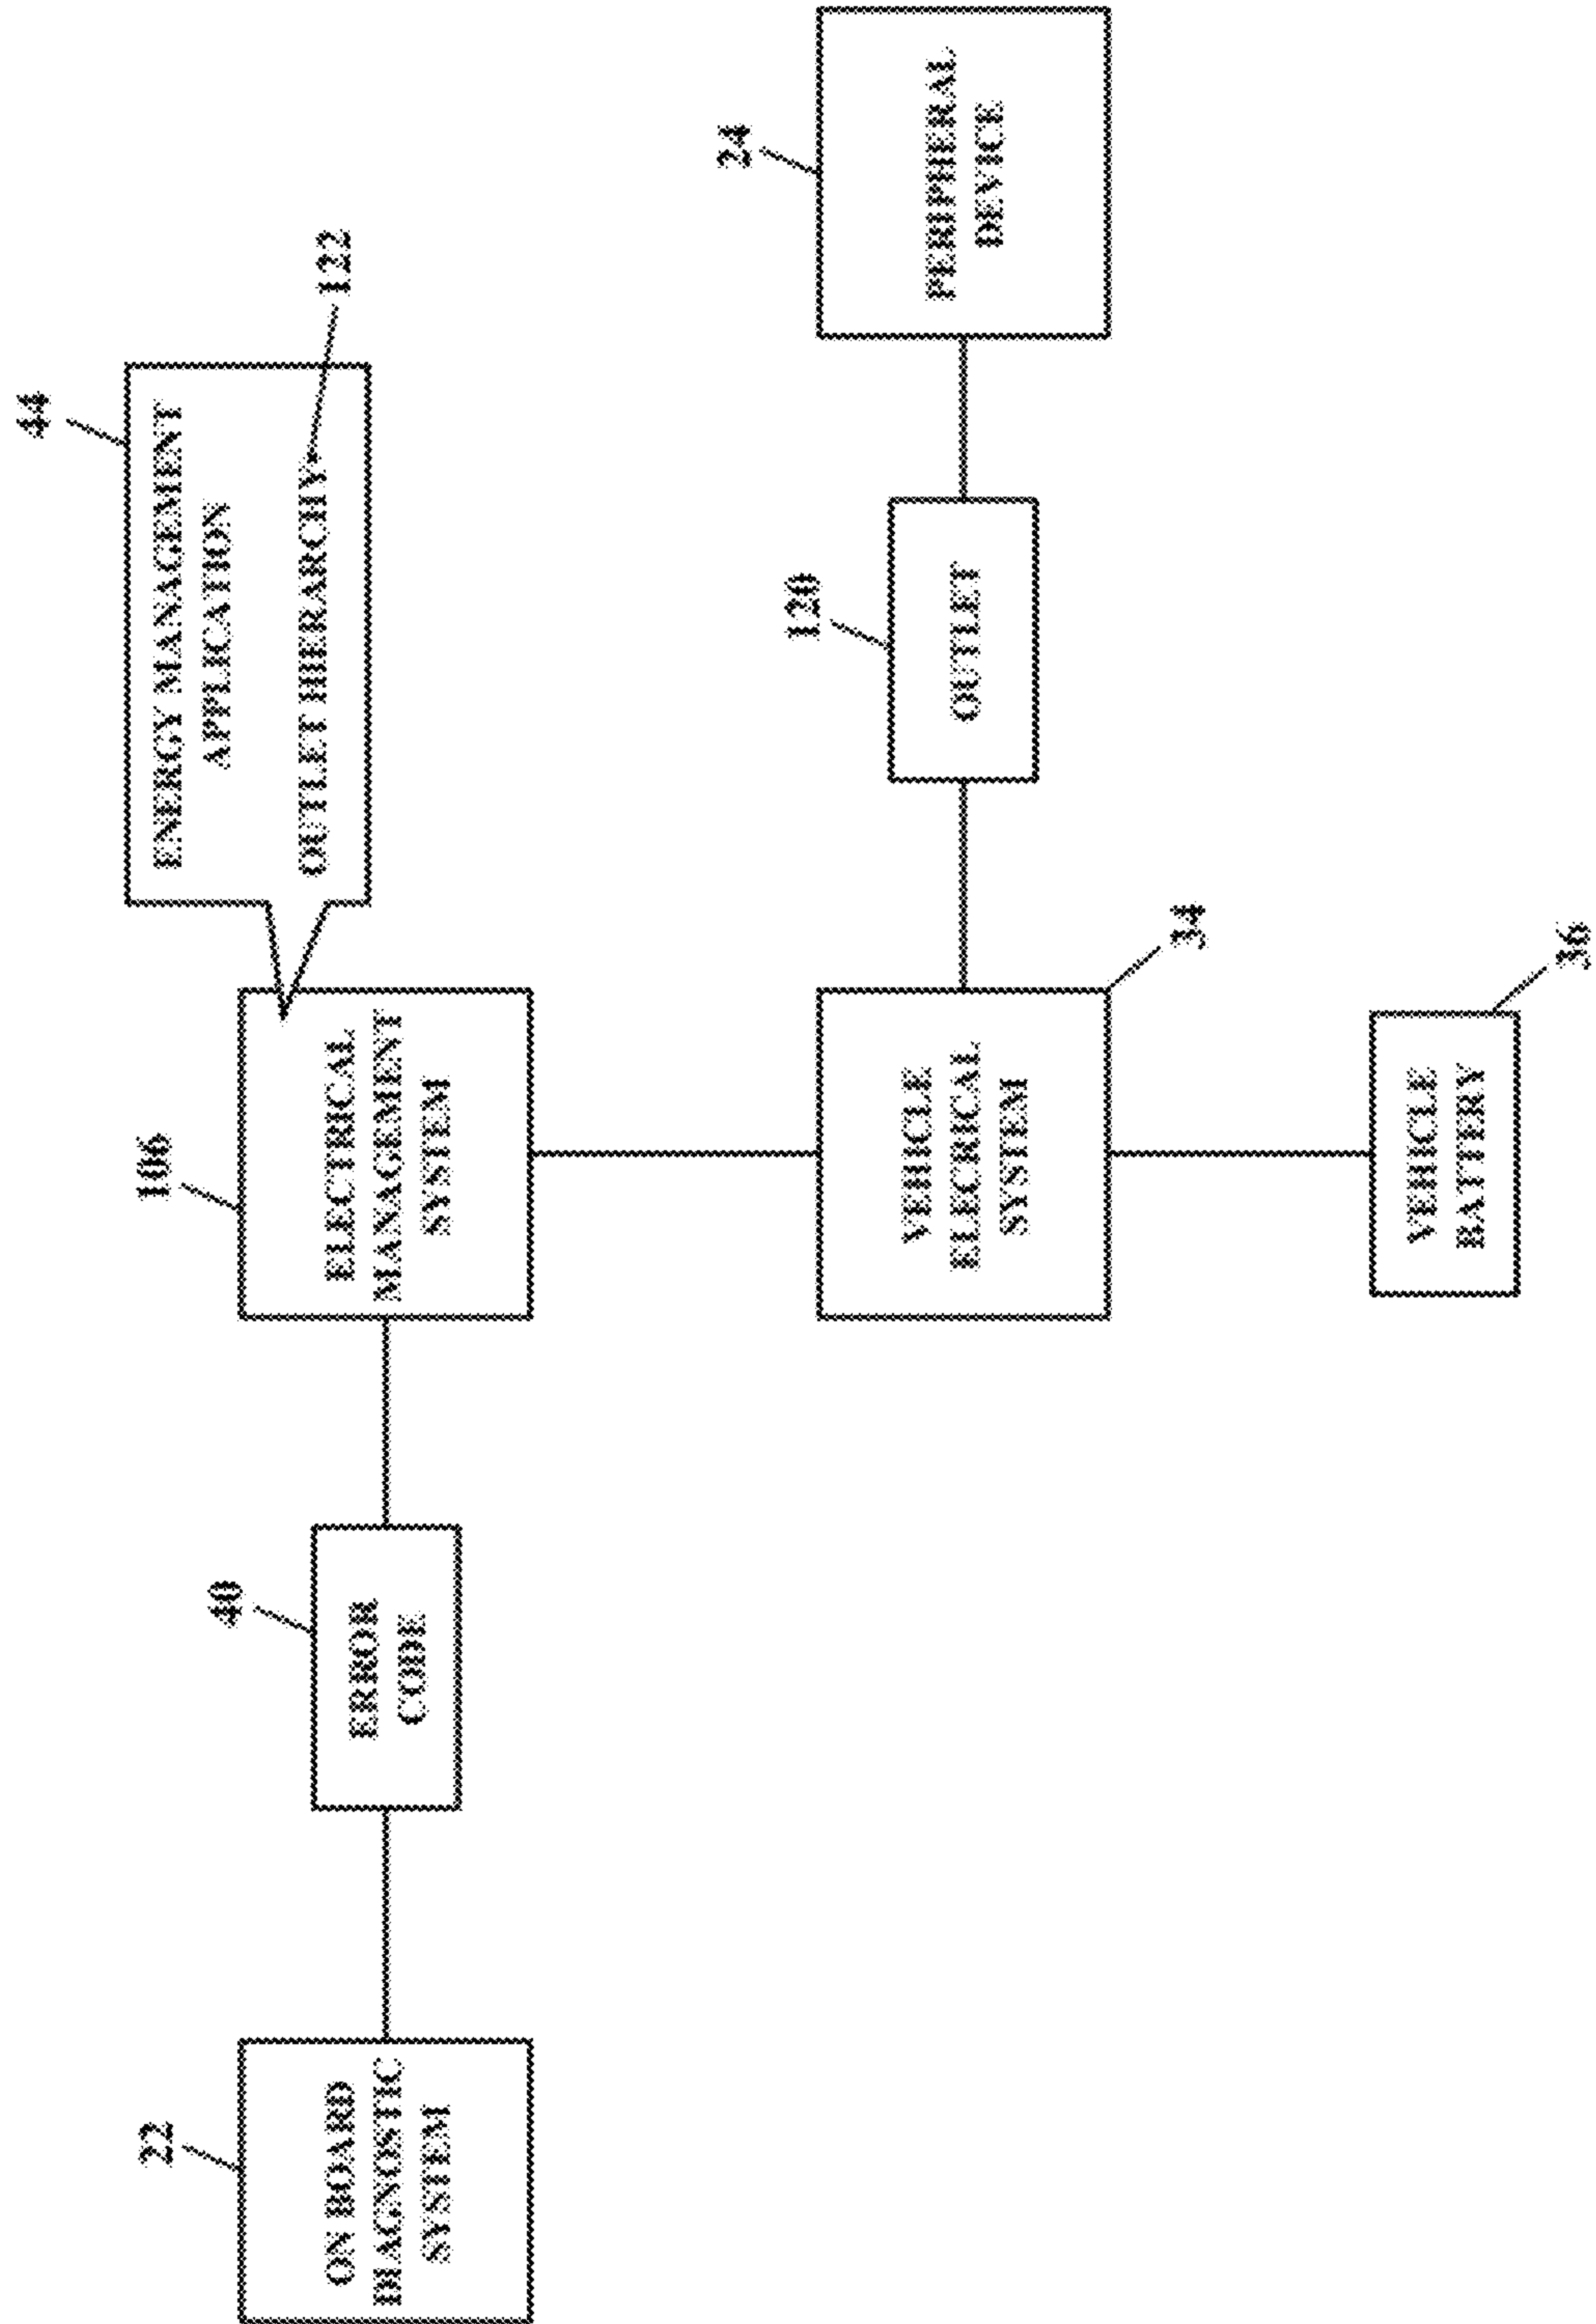 44
ENERGY MANAGEMENT
APPLICATION
OUTLET HIERARCHY
122
22
ON BOARD
DIAGNOSTIC
SYSTEM
40
ERROR
CODE
106
ELECTRICAL
MANAGEMENT
SYSTEM
VEHICLE
ELECTRICAL
SYSTEM
34
120
OUTLET
24
PERIPHERAL
DEVICE
VEHICLE
BATTERY
36